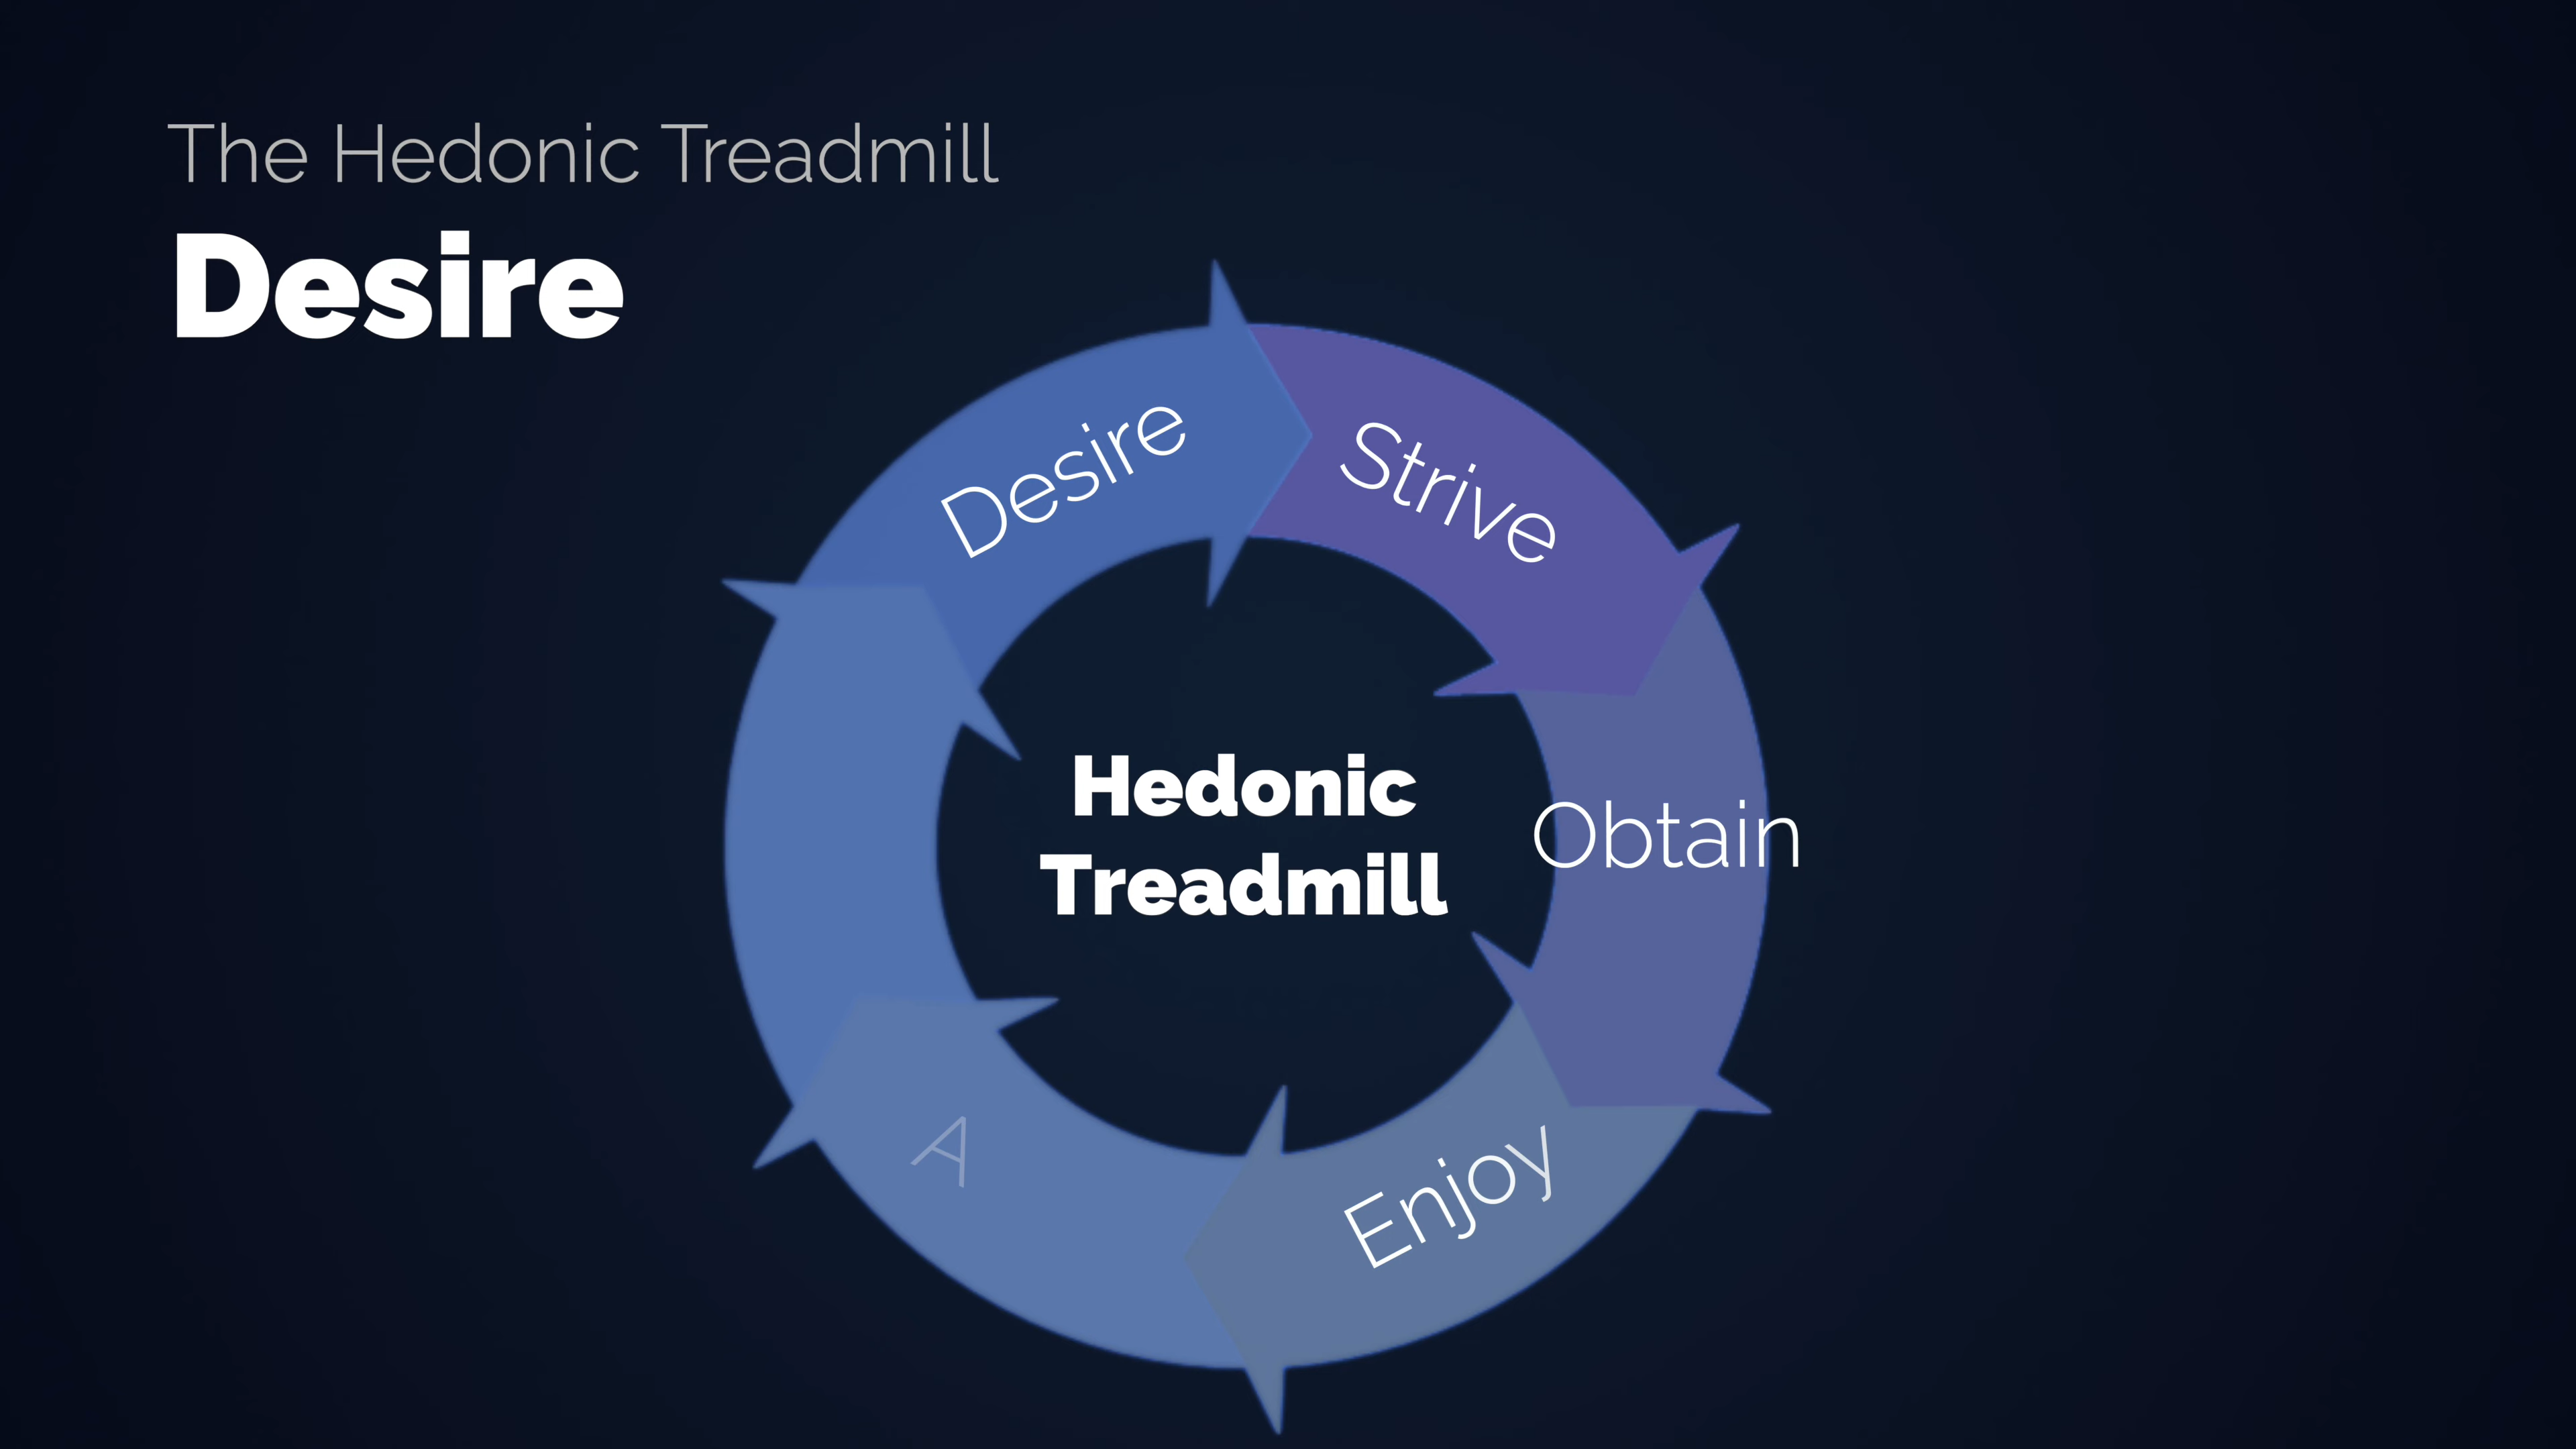 The Hedonic Treadmill
Desire
Desire
Strive
Obtain
Enjoy
A
Hedonic
Treadmill